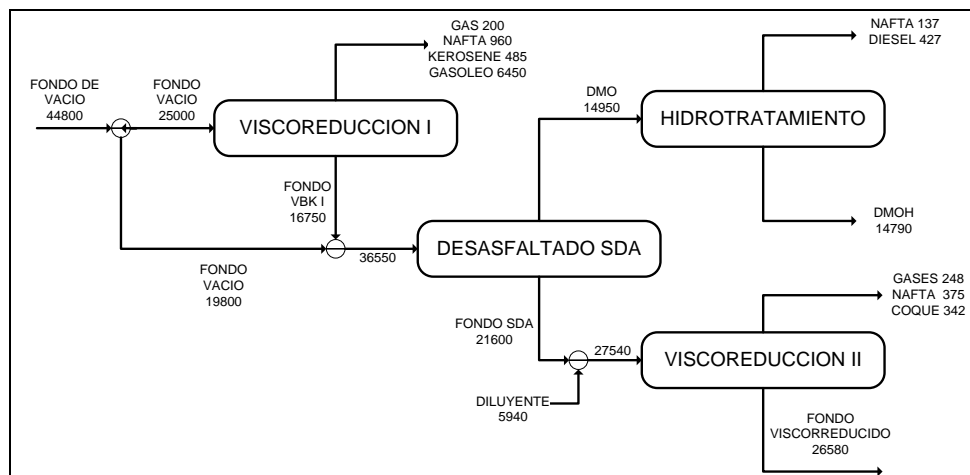 GAS 200
NAFTA 960
KEROSENE 485
GASOLEO 6450
NAFTA 137
DIESEL 427
FONDO DE
VACIO
44800
FONDO
VACIO
25000
VISCOREDUCCION I
DMO
14950
HIDROTRATAMIENTO
FONDO
VBK I
16750
DMOH
14790
FONDO
VACIO
19800
36550
DESASFALTADO SDA
GASES 248
NAFTA 375
COQUE 342
FONDO SDA
21600
27540
VISCOREDUCCION II
DILUYENTE
5940
FONDO
VISCORREDUCIDO
26580